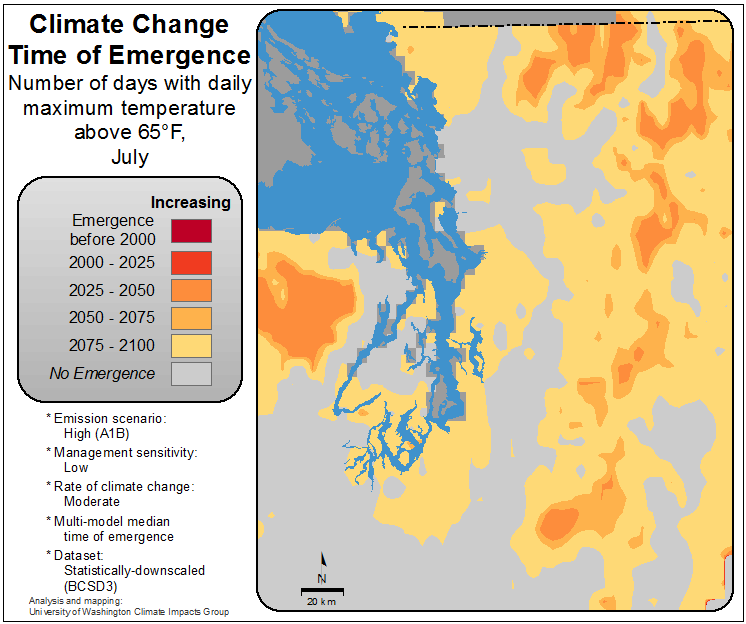 Climate Change
Time of Emergence
Number of days with daily
maximum temperature
above 65°F,
July
Increasing
Emergence
before 2000
2000 - 2025
2025 - 2050
2050 - 2075
2075 - 2100
No Emergence
* Emission scenario:
High (A1B)
* Management sensitivity:
Low
* Rate of climate change:
Moderate
* Multi-model median
time of emergence
* Dataset:
Statistically-downscaled
(BCSD3)
Analysis and mapping:
University of Washington Climate Impacts Group
N
20 km